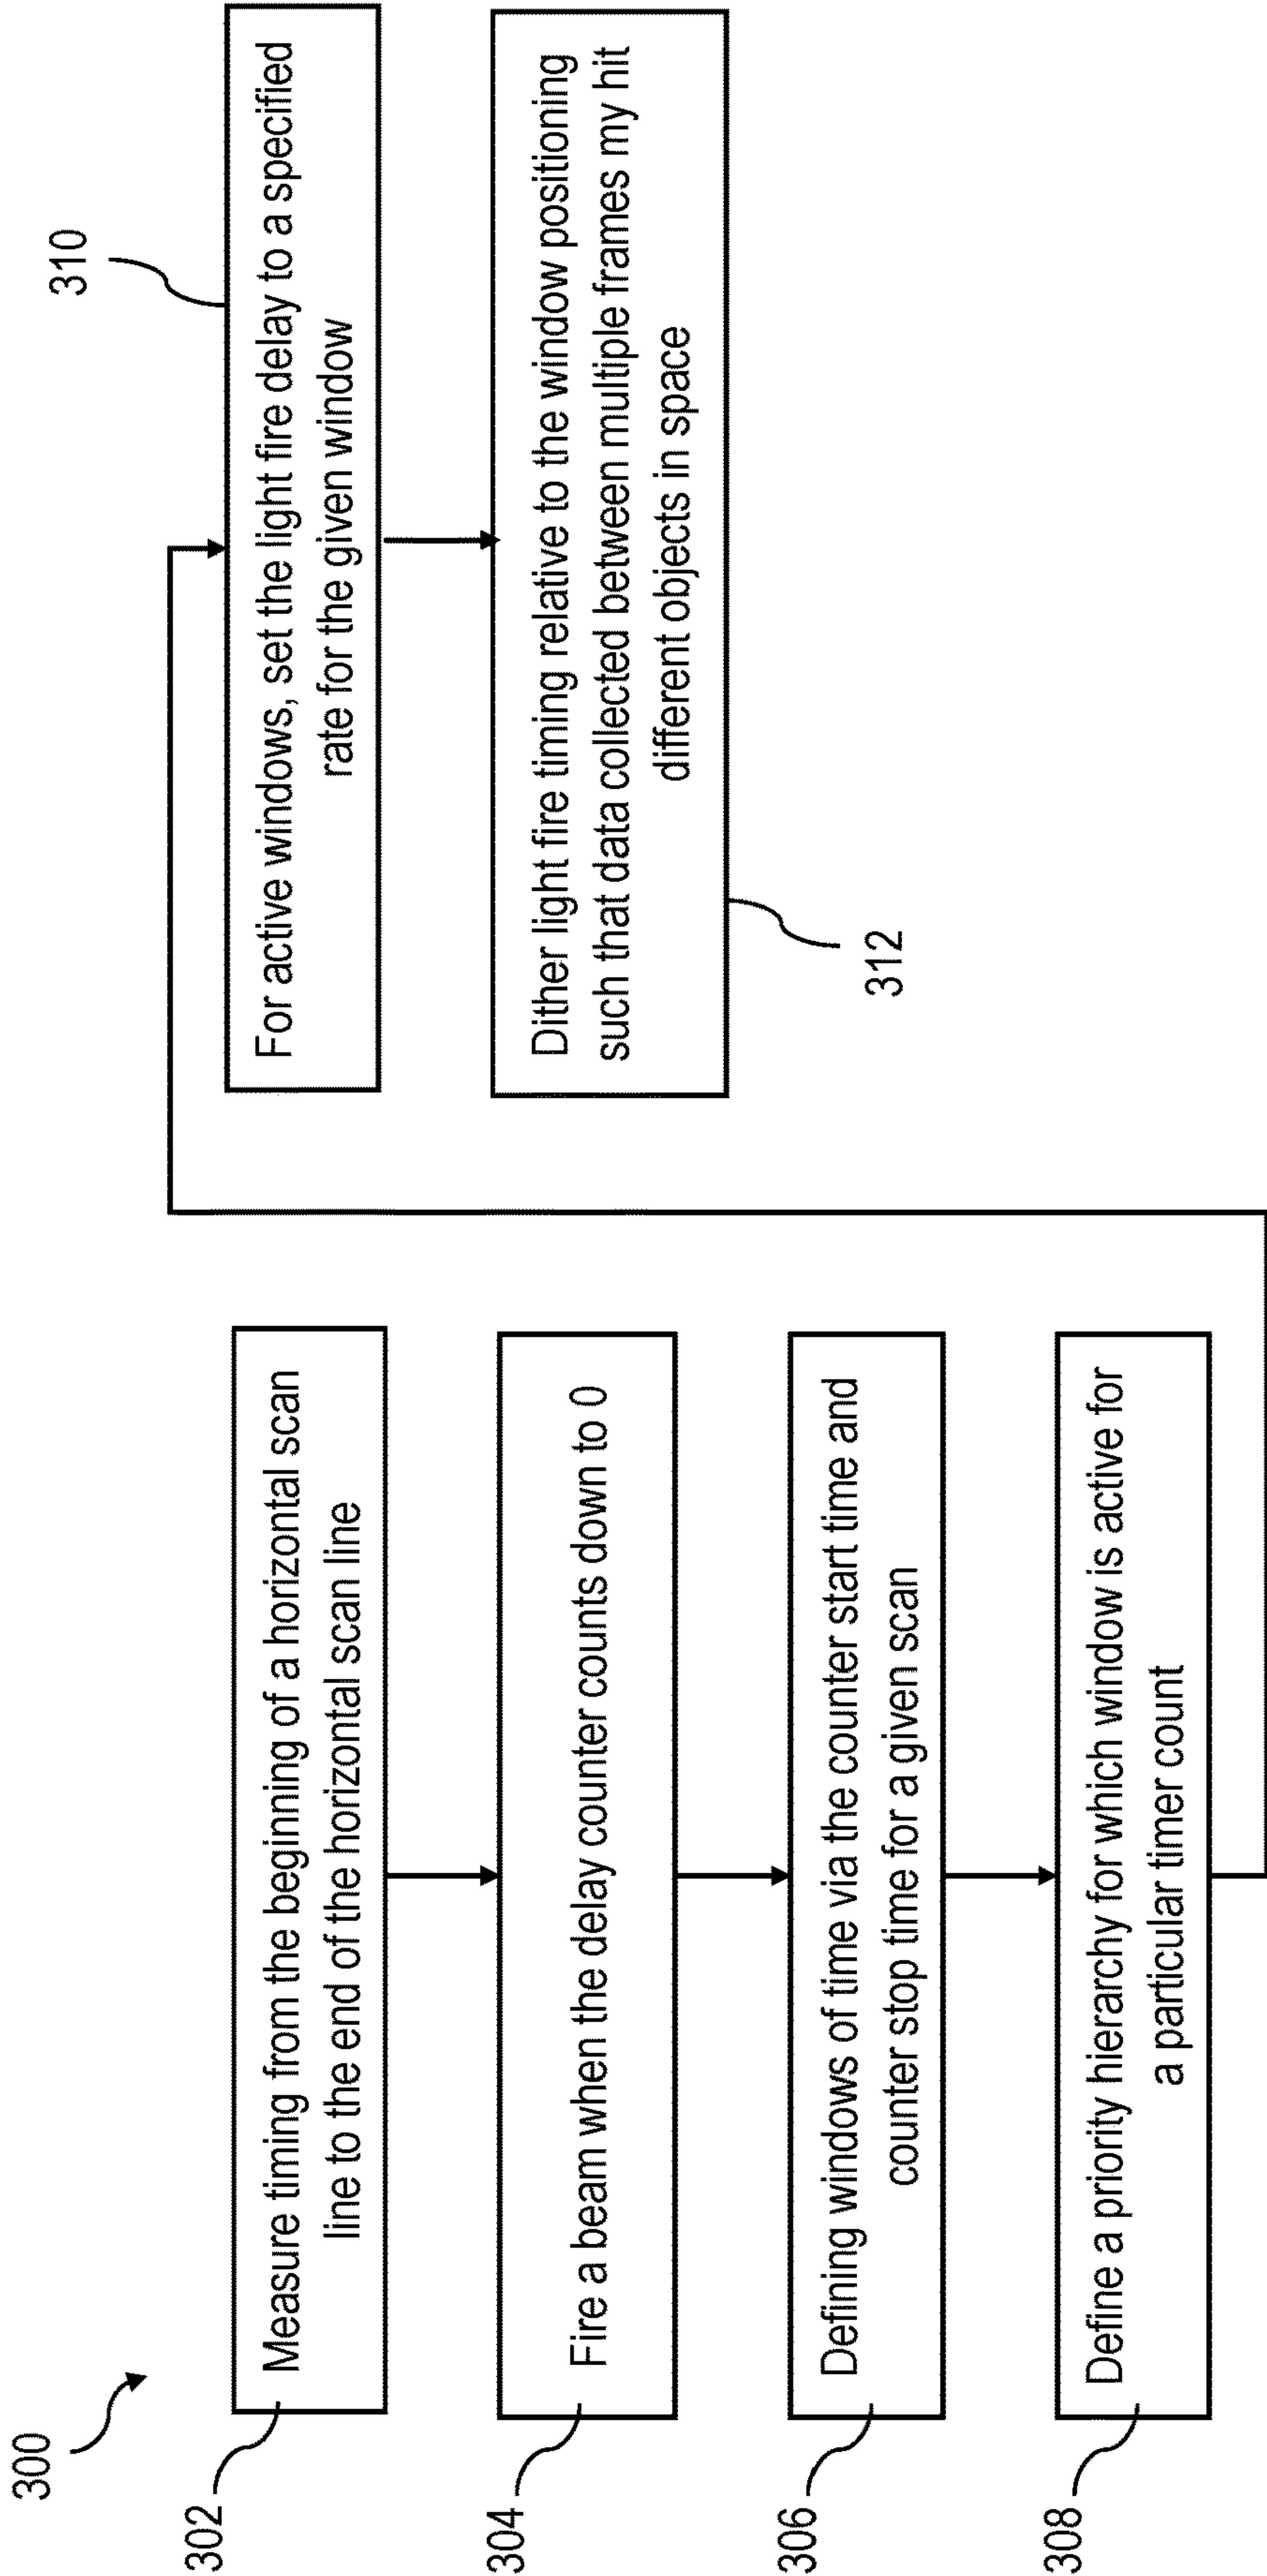 300
302
Measure timing from the beginning of a horizontal scan
line to the end of the horizontal scan line
304
Fire a beam when the delay counter counts down to 0
306
Defining windows of time via the counter start time and
counter stop time for a given scan
308
Define a priority hierarchy for which window is active for
a particular timer count
310
For active windows, set the light fire delay to a specified
rate for the given window
Dither light fire timing relative to the window positioning
such that data collected between multiple frames my hit
different objects in space
312